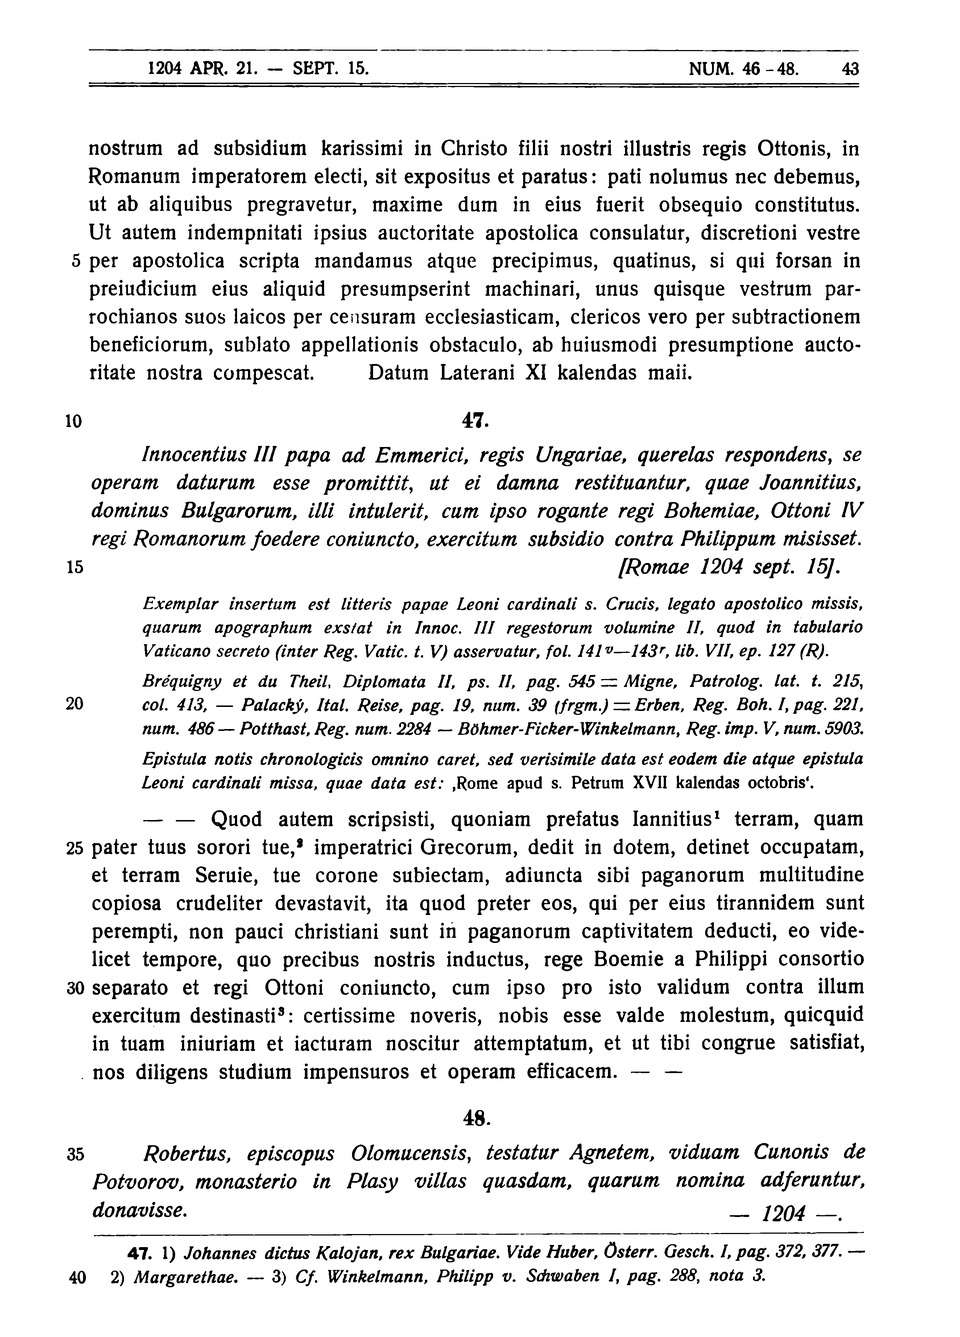 1204 APR. 21. — SEPT. 15. NUM. 46 – 48. 43
nostrum ad subsidium karissimi in Christo filii nostri illustris regis Ottonis, in
Romanum imperatorem electi, sit expositus et paratus: pati nolumus nec debemus,
ut ab aliquibus pregravetur, maxime dum in eius fuerit obsequio constitutus.
Ut autem indempnitati ipsius auctoritate apostolica consulatur, discretioni vestre
5 per apostolica scripta mandamus atque precipimus, quatinus, si qui forsan in
preiudicium eius aliquid presumpserint machinari, unus quisque vestrum par-
rochianos suos laicos per censuram ecclesiasticam, clericos vero per subtractionem
beneficiorum, sublato appellationis obstaculo, ab huiusmodi presumptione aucto-
ritate nostra compescat. Datum Laterani XI kalendas maii.
10 47.
Innocentius III papa ad Emmerici, regis Ungariae, querelas respondens, se
operam daturum esse promittit, ut ei damna restituantur, quae Joannitius,
dominus Bulgarorum, illi intulerit, cum ipso rogante regi Bohemiae, Ottoni IV
regi Romanorum foedere coniuncto, exercitum subsidio contra Philippum misisset.
15 [Romae 1204 sept. 15].
Exemplar insertum est litteris papae Leoni cardinali s. Crucis, legato apostolico missis,
quarum apographum exstat in Innoc. III regestorum volumine II, quod in tabulario
Vaticano secreto (inter Reg. Vatic. t. V) asservatur, fol. 141ᵛ—143ʳ, lib. VII, ep. 127 (R).
Bréquigny et du Theil, Diplomata II, ps. II, pag. 545 = Migne, Patrolog. lat. t. 215,
20 col. 413, — Palacký, Ital. Reise, pag. 19, num. 39 (frgm.) = Erben, Reg. Boh. I, pag. 221,
num. 486 — Potthast, Reg. num. 2284 — Böhmer-Ficker-Winkelmann, Reg. imp. V, num. 5903.
Epistula notis chronologicis omnino caret, sed verisimile data est eodem die atque epistula
Leoni cardinali missa, quae data est: ‚Rome apud s. Petrum XVII kalendas octobris‘.
— — Quod autem scripsisti, quoniam prefatus Iannitius¹ terram, quam
25 pater tuus sorori tue,² imperatrici Grecorum, dedit in dotem, detinet occupatam,
et terram Seruie, tue corone subiectam, adiuncta sibi paganorum multitudine
copiosa crudeliter devastavit, ita quod preter eos, qui per eius tirannidem sunt
perempti, non pauci christiani sunt in paganorum captivitatem deducti, eo vide-
licet tempore, quo precibus nostris inductus, rege Boemie a Philippi consortio
30 separato et regi Ottoni coniuncto, cum ipso pro isto validum contra illum
exercitum destinasti³: certissime noveris, nobis esse valde molestum, quicquid
in tuam iniuriam et iacturam noscitur attemptatum, et ut tibi congrue satisfiat,
nos diligens studium impensuros et operam efficacem. — —
48.
35 Robertus, episcopus Olomucensis, testatur Agnetem, viduam Cunonis de
Potvorov, monasterio in Plasy villas quasdam, quarum nomina adferuntur,
donavisse. — 1204 —.
47. 1) Johannes dictus Kalojan, rex Bulgariae. Vide Huber, Österr. Gesch. I, pag. 372, 377. —
40 2) Margarethae. — 3) Cf. Winkelmann, Philipp v. Schwaben I, pag. 288, nota 3.